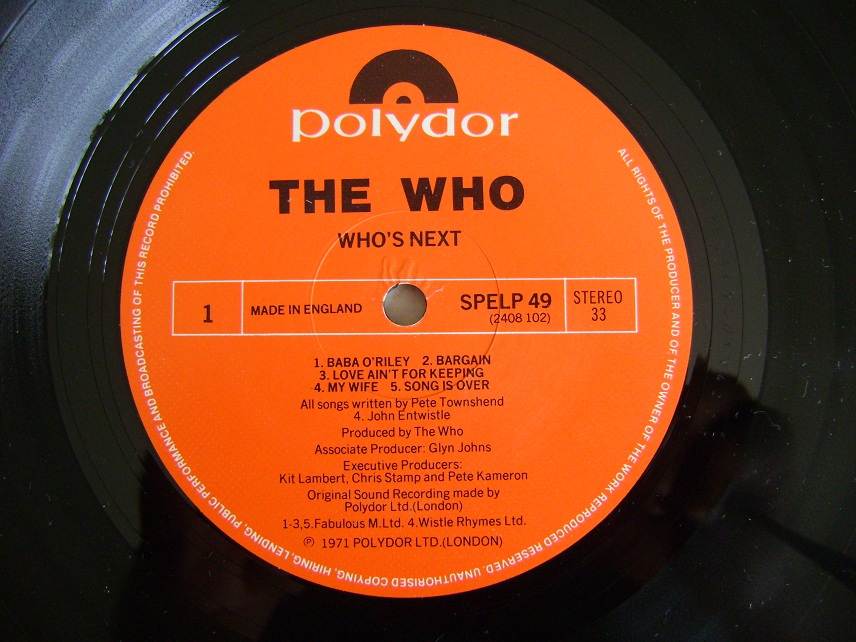 polydor
THE WHO
WHO'S NEXT
1
MADE IN ENGLAND
SPELP 49
(2408 102)
STEREO
33
1. BABA O'RILEY 2. BARGAIN
3. LOVE AIN'T FOR KEEPING
4. MY WIFE 5. SONG IS OVER
All songs written by Pete Townshend
4. John Entwistle
Produced by The Who
Associate Producer: Glyn Johns
Executive Producers:
Kit Lambert, Chris Stamp and Pete Kameron
Original Sound Recording made by
Polydor Ltd.(London)
1-3,5.Fabulous M.Ltd. 4.Wistle Rhymes Ltd.
℗ 1971 POLYDOR LTD.(LONDON)
ALL RIGHTS OF THE PRODUCER AND OF THE OWNER OF THE WORK REPRODUCED RESERVED. UNAUTHORISED COPYING, HIRING, LENDING, PUBLIC PERFORMANCE AND BROADCASTING OF THIS RECORD PROHIBITED.